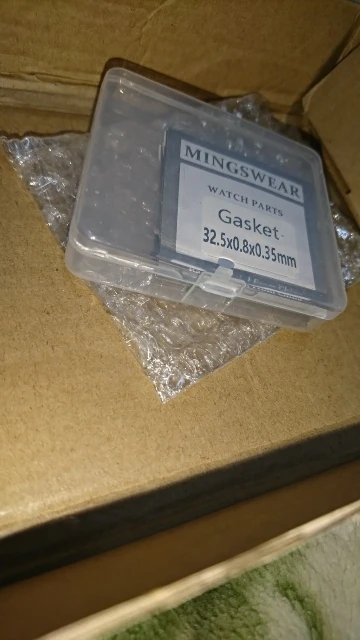 MINGSWEAR
WATCH PARTS
Gasket
32.5x0.8x0.35mm